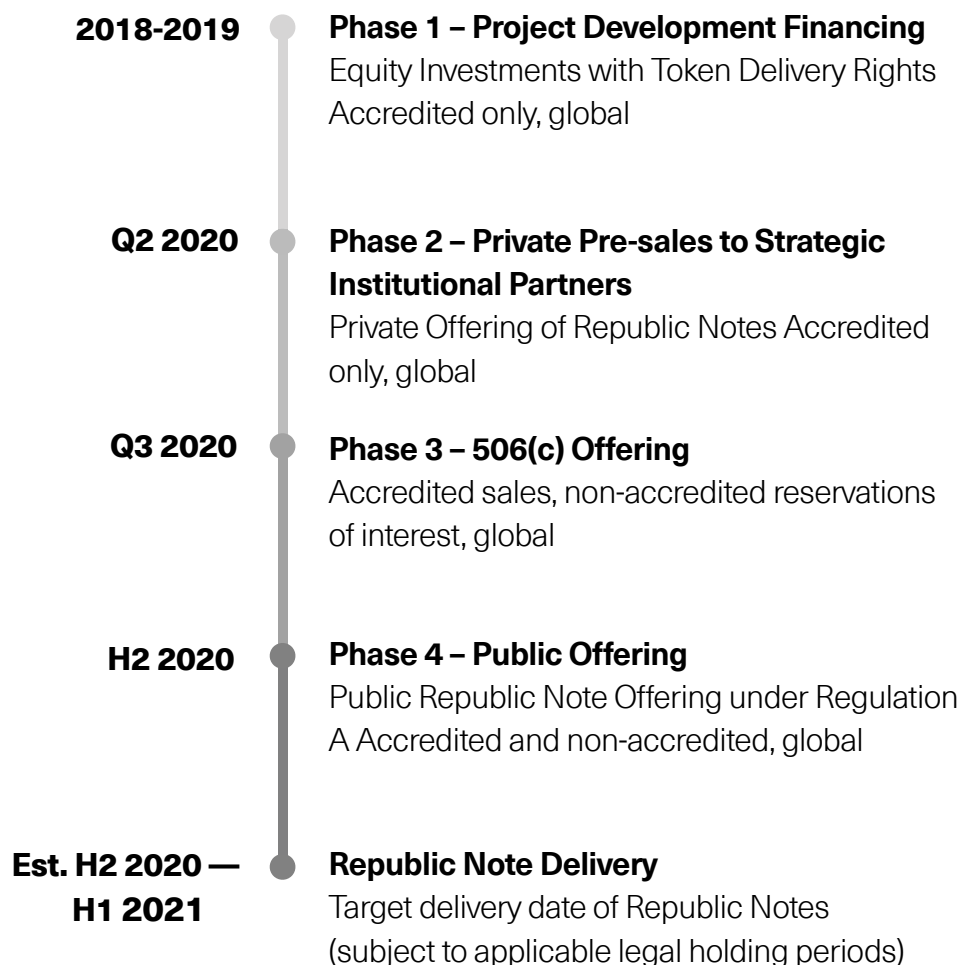 2018-2019
Phase 1 – Project Development Financing
Equity Investments with Token Delivery Rights
Accredited only, global
Q2 2020
Phase 2 – Private Pre-sales to Strategic
Institutional Partners
Private Offering of Republic Notes Accredited
only, global
Q3 2020
Phase 3 – 506(c) Offering
Accredited sales, non-accredited reservations
of interest, global
H2 2020
Phase 4 – Public Offering
Public Republic Note Offering under Regulation
A Accredited and non-accredited, global
Est. H2 2020 —
H1 2021
Republic Note Delivery
Target delivery date of Republic Notes
(subject to applicable legal holding periods)